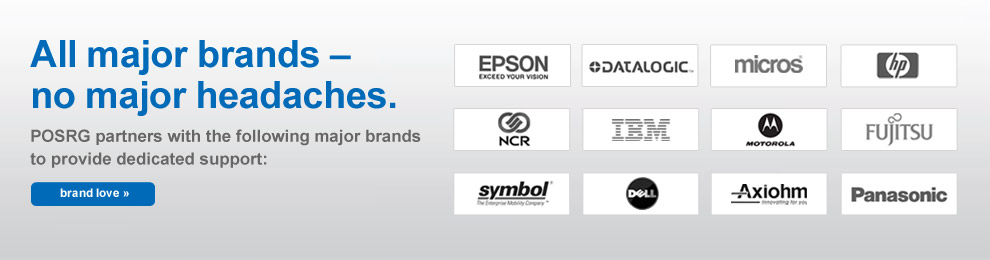 All major brands –
no major headaches.
POSRG partners with the following major brands
to provide dedicated support:
brand love »
EPSON
EXCEED YOUR VISION
DATALOGIC™
micros®
hp
NCR
IBM
MOTOROLA
FUJITSU
symbol®
The Enterprise Mobility Company™
DELL
Axiohm
innovating for you
Panasonic